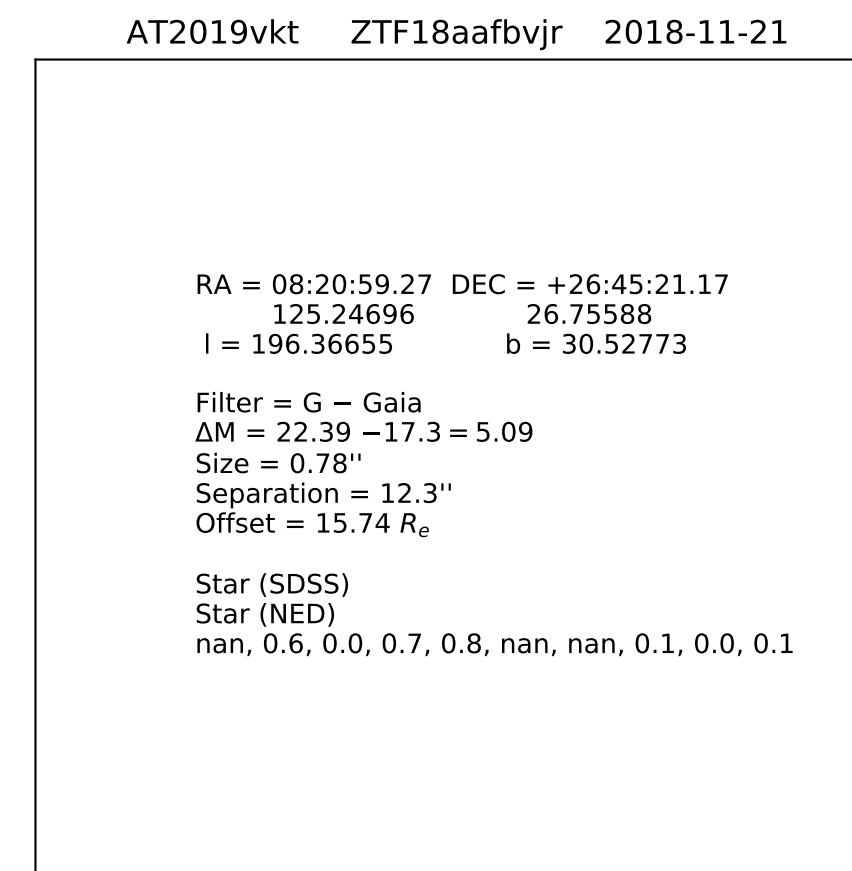 AT2019vkt ZTF18aafbvjr 2018-11-21
RA = 08:20:59.27 DEC = +26:45:21.17
125.24696 26.75588
l = 196.36655 b = 30.52773
Filter = G − Gaia
ΔM = 22.39 −17.3 = 5.09
Size = 0.78''
Separation = 12.3''
Offset = 15.74 Rₑ
Star (SDSS)
Star (NED)
nan, 0.6, 0.0, 0.7, 0.8, nan, nan, 0.1, 0.0, 0.1